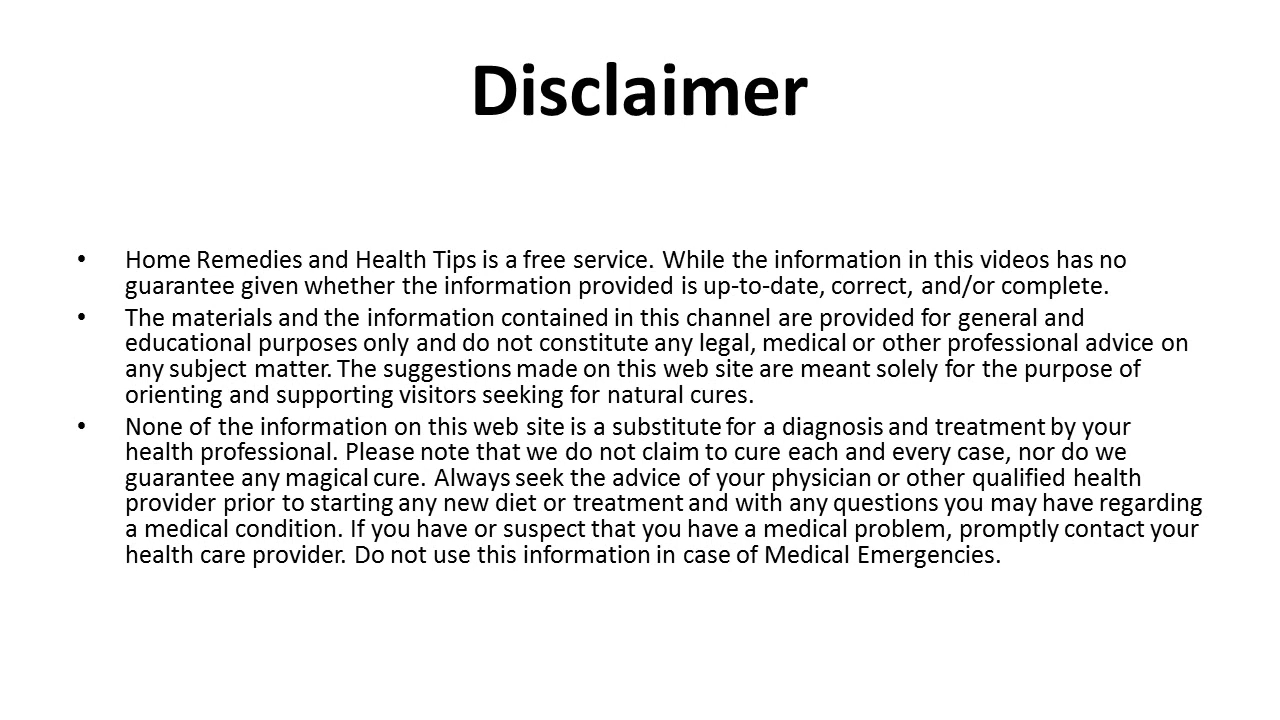 Disclaimer
• Home Remedies and Health Tips is a free service. While the information in this videos has no
guarantee given whether the information provided is up-to-date, correct, and/or complete.
• The materials and the information contained in this channel are provided for general and
educational purposes only and do not constitute any legal, medical or other professional advice on
any subject matter. The suggestions made on this web site are meant solely for the purpose of
orienting and supporting visitors seeking for natural cures.
• None of the information on this web site is a substitute for a diagnosis and treatment by your
health professional. Please note that we do not claim to cure each and every case, nor do we
guarantee any magical cure. Always seek the advice of your physician or other qualified health
provider prior to starting any new diet or treatment and with any questions you may have regarding
a medical condition. If you have or suspect that you have a medical problem, promptly contact your
health care provider. Do not use this information in case of Medical Emergencies.